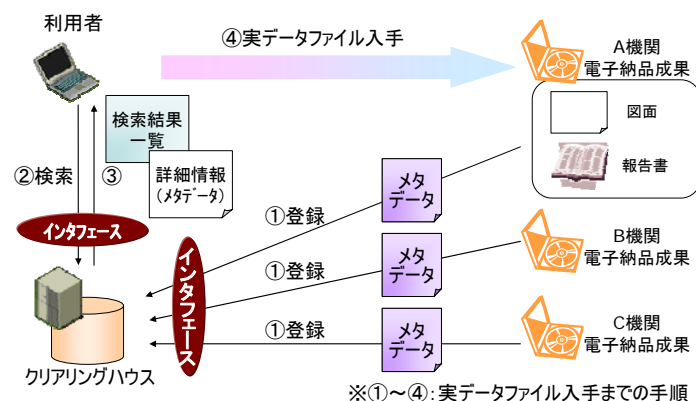 利用者
④実データファイル入手
A機関
電子納品成果
図面
報告書
検索結果
一覧
詳細情報
(メタデータ)
②検索
③
インタフェース
メタ
データ
①登録
インタフェース
メタ
データ
①登録
B機関
電子納品成果
メタ
データ
①登録
C機関
電子納品成果
クリアリングハウス
※①～④:実データファイル入手までの手順